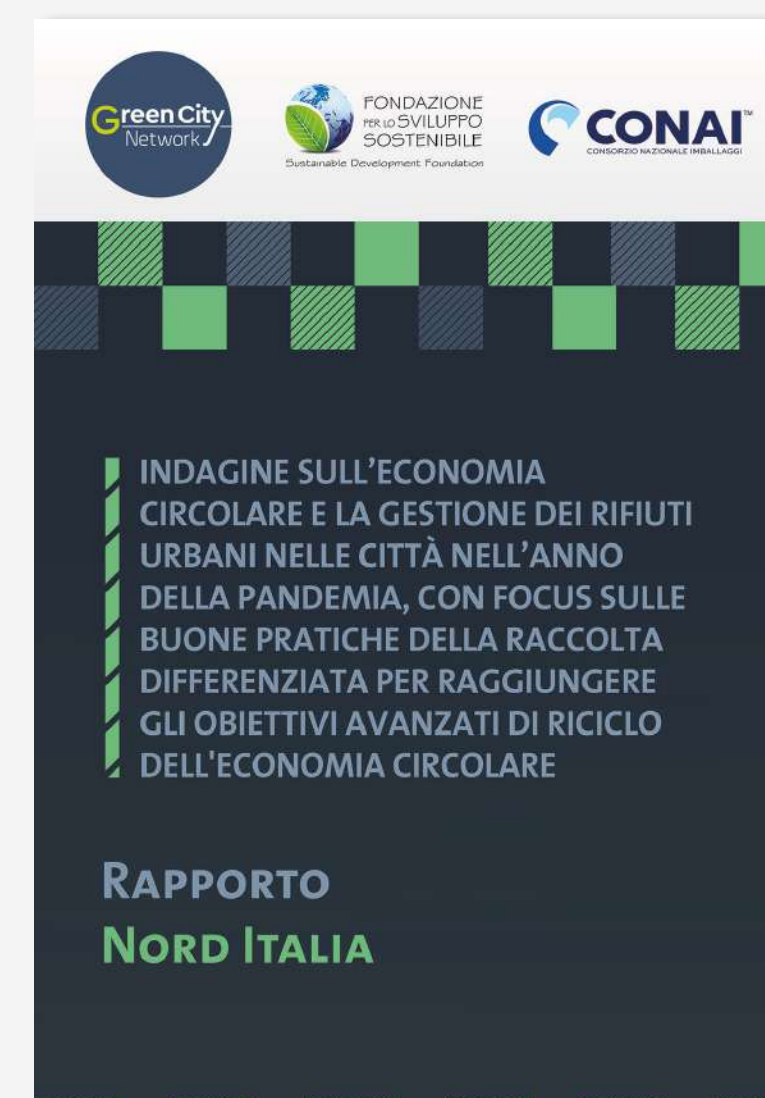 Green City
Network
FONDAZIONE
PER LO SVILUPPO
SOSTENIBILE
Sustainable Development Foundation
CONAI™
CONSORZIO NAZIONALE IMBALLAGGI
INDAGINE SULL'ECONOMIA
CIRCOLARE E LA GESTIONE DEI RIFIUTI
URBANI NELLE CITTÀ NELL'ANNO
DELLA PANDEMIA, CON FOCUS SULLE
BUONE PRATICHE DELLA RACCOLTA
DIFFERENZIATA PER RAGGIUNGERE
GLI OBIETTIVI AVANZATI DI RICICLO
DELL'ECONOMIA CIRCOLARE
RAPPORTO
NORD ITALIA